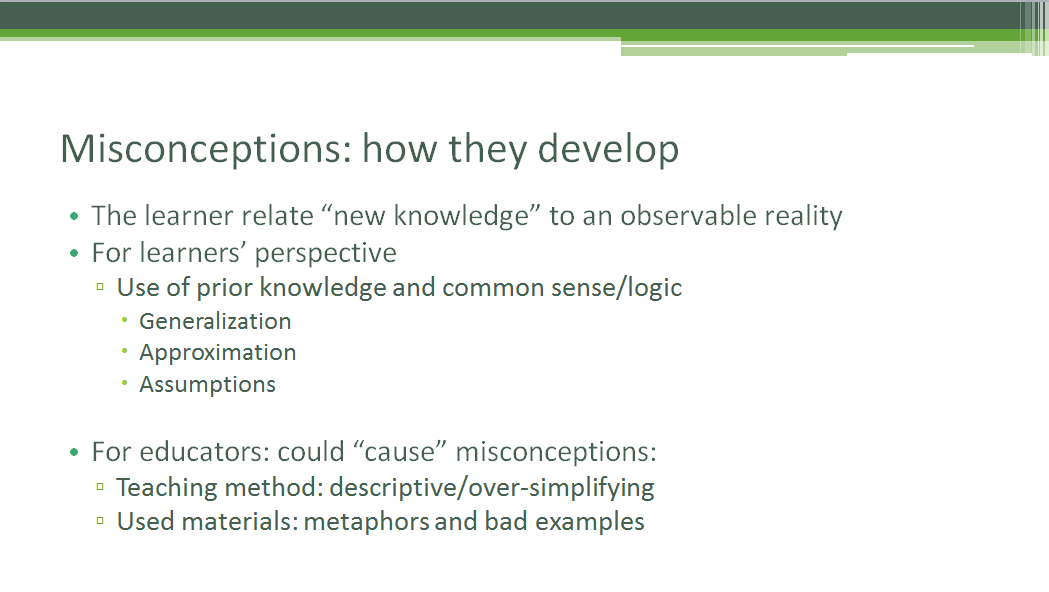 Misconceptions: how they develop
• The learner relate “new knowledge” to an observable reality
• For learners’ perspective
▫ Use of prior knowledge and common sense/logic
• Generalization
• Approximation
• Assumptions
• For educators: could “cause” misconceptions:
▫ Teaching method: descriptive/over-simplifying
▫ Used materials: metaphors and bad examples